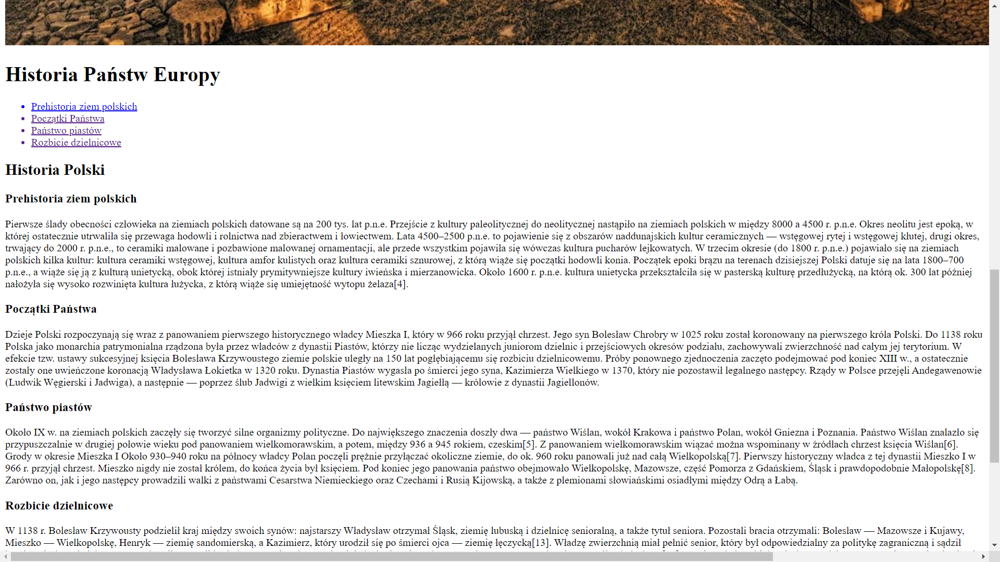 Historia Państw Europy
Prehistoria ziem polskich
Początki Państwa
Państwo piastów
Rozbicie dzielnicowe
Historia Polski
Prehistoria ziem polskich
Pierwsze ślady obecności człowieka na ziemiach polskich datowane są na 200 tys. lat p.n.e. Przejście z kultury paleolitycznej do neolitycznej nastąpiło na ziemiach polskich w między 8000 a 4500 r. p.n.e. Okres neolitu jest epoką, w
której ostatecznie utrwaliła się przewaga hodowli i rolnictwa nad zbieractwem i łowiectwem. Lata 4500–2500 p.n.e. to pojawienie się z obszarów naddunajskich kultur ceramicznych — wstęgowej rytej i wstęgowej kłutej, drugi okres,
trwający do 2000 r. p.n.e., to ceramiki malowane i pozbawione malowanej ornamentacji, ale przede wszystkim pojawiła się wówczas kultura pucharów lejkowatych. W trzecim okresie (do 1800 r. p.n.e.) pojawiało się na ziemiach
polskich kilka kultur: kultura ceramiki wstęgowej, kultura amfor kulistych oraz kultura ceramiki sznurowej, z którą wiąże się początki hodowli konia. Początek epoki brązu na terenach dzisiejszej Polski datuje się na lata 1800–700
p.n.e., a wiąże się ją z kulturą unietycką, obok której istniały prymitywniejsze kultury iwieńska i mierzanowicka. Około 1600 r. p.n.e. kultura unietycka przekształciła się w pasterską kulturę przedłużycką, na którą ok. 300 lat później
nałożyła się wysoko rozwinięta kultura łużycka, z którą wiąże się umiejętność wytopu żelaza[4].
Początki Państwa
Dzieje Polski rozpoczynają się wraz z panowaniem pierwszego historycznego władcy Mieszka I, który w 966 roku przyjął chrzest. Jego syn Bolesław Chrobry w 1025 roku został koronowany na pierwszego króla Polski. Do 1138 roku
Polska jako monarchia patrymonialna rządzona była przez władców z dynastii Piastów, którzy nie licząc wydzielanych juniorom dzielnic i przejściowych okresów podziału, zachowywali zwierzchność nad całym jej terytorium. W
efekcie tzw. ustawy sukcesyjnej księcia Bolesława Krzywoustego ziemie polskie uległy na 150 lat pogłębiającemu się rozbiciu dzielnicowemu. Próby ponownego zjednoczenia zaczęto podejmować pod koniec XIII w., a ostatecznie
zostały one uwieńczone koronacją Władysława Łokietka w 1320 roku. Dynastia Piastów wygasła po śmierci jego syna, Kazimierza Wielkiego w 1370, który nie pozostawił legalnego następcy. Rządy w Polsce przejęli Andegawenowie
(Ludwik Węgierski i Jadwiga), a następnie — poprzez ślub Jadwigi z wielkim księciem litewskim Jagiełłą — królowie z dynastii Jagiellonów.
Państwo piastów
Około IX w. na ziemiach polskich zaczęły się tworzyć silne organizmy polityczne. Do największego znaczenia doszły dwa — państwo Wiślan, wokół Krakowa i państwo Polan, wokół Gniezna i Poznania. Państwo Wiślan znalazło się
przypuszczalnie w drugiej połowie wieku pod panowaniem wielkomorawskim, a potem, między 936 a 945 rokiem, czeskim[5]. Z panowaniem wielkomorawskim wiązać można wspominany w źródłach chrzest księcia Wiślan[6].
Grody w okresie Mieszka I Około 930–940 roku na północy władcy Polan poczęli prężnie przyłączać okoliczne ziemie, do ok. 960 roku panowali już nad całą Wielkopolską[7]. Pierwszy historyczny władca z tej dynastii Mieszko I w
966 r. przyjął chrzest. Mieszko nigdy nie został królem, do końca życia był księciem. Pod koniec jego panowania państwo obejmowało Wielkopolskę, Mazowsze, część Pomorza z Gdańskiem, Śląsk i prawdopodobnie Małopolskę[8].
Zarówno on, jak i jego następcy prowadzili walki z państwami Cesarstwa Niemieckiego oraz Czechami i Rusią Kijowską, a także z plemionami słowiańskimi osiadłymi między Odrą a Łabą.
Rozbicie dzielnicowe
W 1138 r. Bolesław Krzywousty podzielił kraj między swoich synów: najstarszy Władysław otrzymał Śląsk, ziemię lubuską i dzielnicę senioralną, a także tytuł seniora. Pozostali bracia otrzymali: Bolesław — Mazowsze i Kujawy,
Mieszko — Wielkopolskę, Henryk — ziemię sandomierską, a Kazimierz, który urodził się po śmierci ojca — ziemię łęczycką[13]. Władzę zwierzchnią miał pełnić senior, który był odpowiedzialny za politykę zagraniczną i sądził